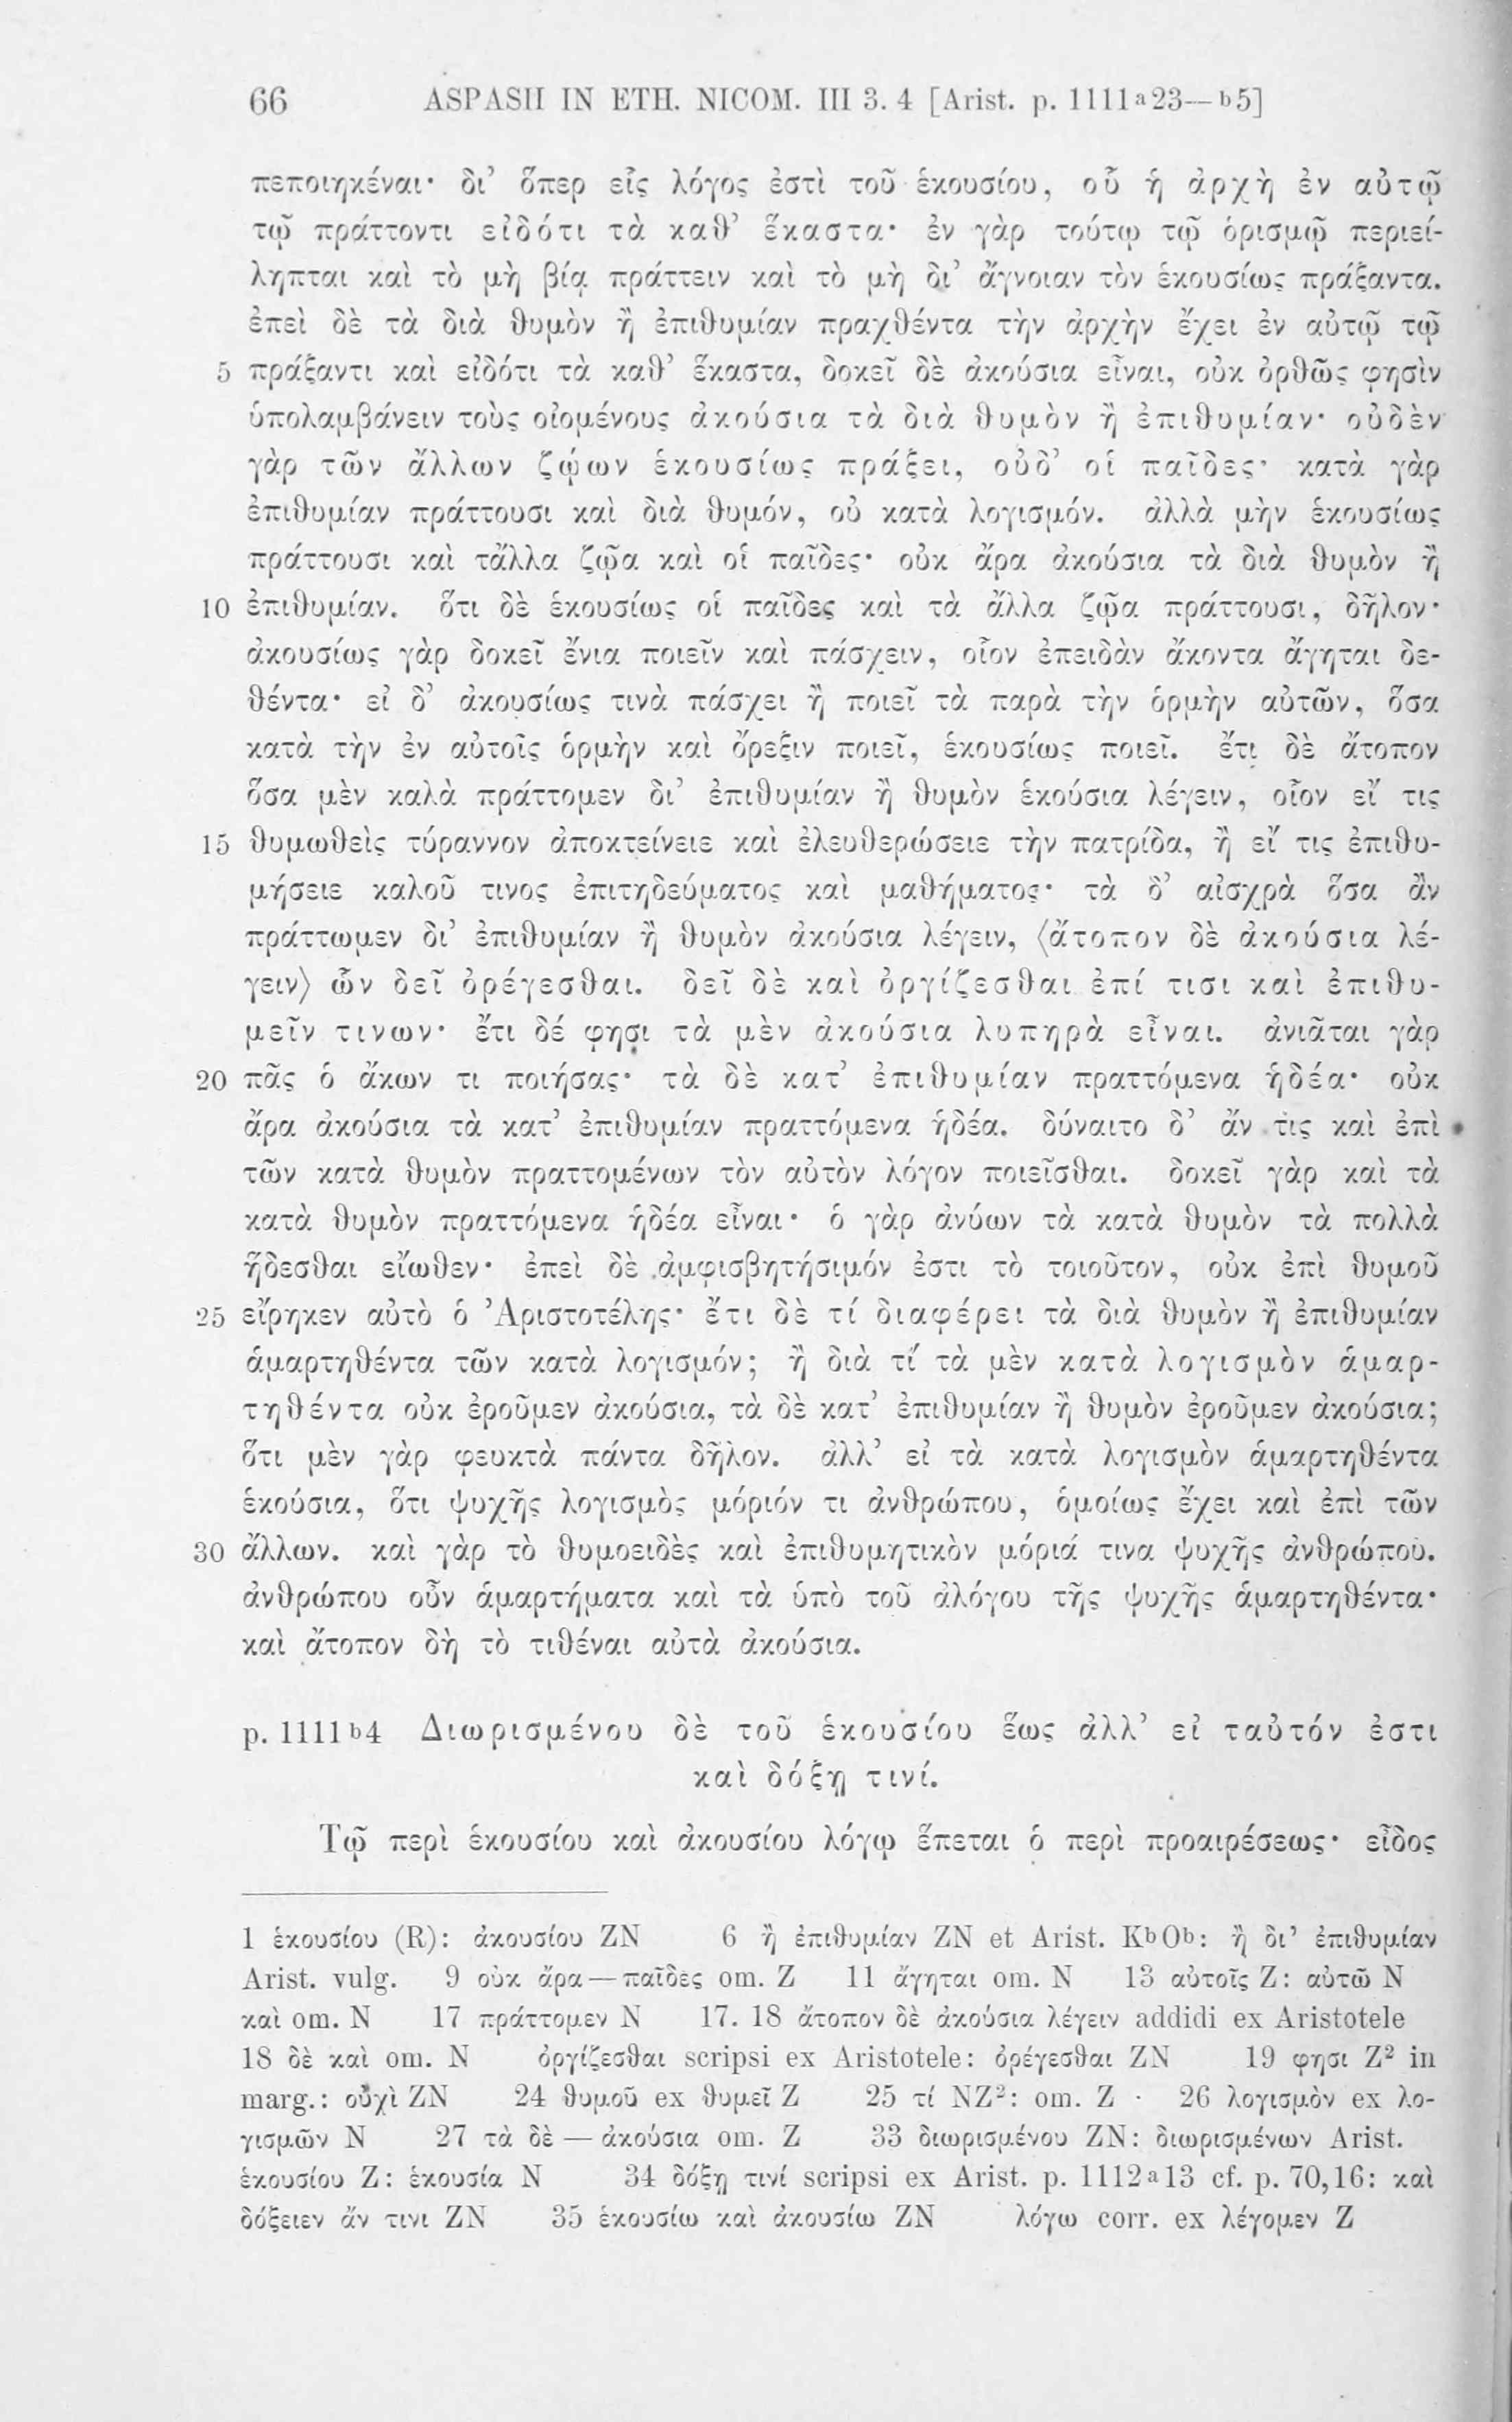 66 ASPASII IN ETH. NICOM. III 3. 4 [Arist. p. 1111a23—b5]
πεποιηκέναι· δι’ ὅπερ εἷς λόγος ἐστὶ τοῦ ἑκουσίου, οὗ ἡ ἀρχὴ ἐν αὐτῷ
τῷ πράττοντι εἰδότι τὰ καθ’ ἕκαστα· ἐν γὰρ τούτῳ τῷ ὁρισμῷ περιεί-
ληπται καὶ τὸ μὴ βίᾳ πράττειν καὶ τὸ μὴ δι’ ἄγνοιαν τὸν ἑκουσίως πράξαντα.
ἐπεὶ δὲ τὰ διὰ θυμὸν ἢ ἐπιθυμίαν πραχθέντα τὴν ἀρχὴν ἔχει ἐν αὐτῷ τῷ
5 πράξαντι καὶ εἰδότι τὰ καθ’ ἕκαστα, δοκεῖ δὲ ἀκούσια εἶναι, οὐκ ὀρθῶς φησὶν
ὑπολαμβάνειν τοὺς οἰομένους ἀκούσια τὰ διὰ θυμὸν ἢ ἐπιθυμίαν· οὐδὲν
γὰρ τῶν ἄλλων ζῴων ἑκουσίως πράξει, οὐδ’ οἱ παῖδες· κατὰ γὰρ
ἐπιθυμίαν πράττουσι καὶ διὰ θυμόν, οὐ κατὰ λογισμόν. ἀλλὰ μὴν ἑκουσίως
πράττουσι καὶ τἄλλα ζῷα καὶ οἱ παῖδες· οὐκ ἄρα ἀκούσια τὰ διὰ θυμὸν ἢ
10 ἐπιθυμίαν. ὅτι δὲ ἑκουσίως οἱ παῖδες καὶ τὰ ἄλλα ζῷα πράττουσι, δῆλον·
ἀκουσίως γὰρ δοκεῖ ἔνια ποιεῖν καὶ πάσχειν, οἷον ἐπειδὰν ἄκοντα ἄγηται δε-
θέντα· εἰ δ’ ἀκουσίως τινὰ πάσχει ἢ ποιεῖ τὰ παρὰ τὴν ὁρμὴν αὐτῶν, ὅσα
κατὰ τὴν ἐν αὐτοῖς ὁρμὴν καὶ ὄρεξιν ποιεῖ, ἑκουσίως ποιεῖ. ἔτι δὲ ἄτοπον
ὅσα μὲν καλὰ πράττομεν δι’ ἐπιθυμίαν ἢ θυμὸν ἑκούσια λέγειν, οἷον εἴ τις
15 θυμωθεὶς τύραννον ἀποκτείνειε καὶ ἐλευθερώσειε τὴν πατρίδα, ἢ εἴ τις ἐπιθυ-
μήσειε καλοῦ τινος ἐπιτηδεύματος καὶ μαθήματος· τὰ δ’ αἰσχρὰ ὅσα ἂν
πράττωμεν δι’ ἐπιθυμίαν ἢ θυμὸν ἀκούσια λέγειν, ⟨ἄτοπον δὲ ἀκούσια λέ-
γειν⟩ ὧν δεῖ ὀρέγεσθαι. δεῖ δὲ καὶ ὀργίζεσθαι ἐπί τισι καὶ ἐπιθυ-
μεῖν τινων· ἔτι δέ φησι τὰ μὲν ἀκούσια λυπηρὰ εἶναι. ἀνιᾶται γὰρ
20 πᾶς ὁ ἄκων τι ποιήσας· τὰ δὲ κατ’ ἐπιθυμίαν πραττόμενα ἡδέα· οὐκ
ἄρα ἀκούσια τὰ κατ’ ἐπιθυμίαν πραττόμενα ἡδέα. δύναιτο δ’ ἄν τις καὶ ἐπὶ
τῶν κατὰ θυμὸν πραττομένων τὸν αὐτὸν λόγον ποιεῖσθαι. δοκεῖ γὰρ καὶ τὰ
κατὰ θυμὸν πραττόμενα ἡδέα εἶναι· ὁ γὰρ ἀνύων τὰ κατὰ θυμὸν τὰ πολλὰ
ἥδεσθαι εἴωθεν· ἐπεὶ δὲ ἀμφισβητήσιμόν ἐστι τὸ τοιοῦτον, οὐκ ἐπὶ θυμοῦ
25 εἴρηκεν αὐτὸ ὁ Ἀριστοτέλης· ἔτι δὲ τί διαφέρει τὰ διὰ θυμὸν ἢ ἐπιθυμίαν
ἁμαρτηθέντα τῶν κατὰ λογισμόν; ἢ διὰ τί τὰ μὲν κατὰ λογισμὸν ἁμαρ-
τηθέντα οὐκ ἐροῦμεν ἀκούσια, τὰ δὲ κατ’ ἐπιθυμίαν ἢ θυμὸν ἐροῦμεν ἀκούσια;
ὅτι μὲν γὰρ φευκτὰ πάντα δῆλον. ἀλλ’ εἰ τὰ κατὰ λογισμὸν ἁμαρτηθέντα
ἑκούσια, ὅτι ψυχῆς λογισμὸς μόριόν τι ἀνθρώπου, ὁμοίως ἔχει καὶ ἐπὶ τῶν
30 ἄλλων. καὶ γὰρ τὸ θυμοειδὲς καὶ ἐπιθυμητικὸν μόριά τινα ψυχῆς ἀνθρώπου.
ἀνθρώπου οὖν ἁμαρτήματα καὶ τὰ ὑπὸ τοῦ ἀλόγου τῆς ψυχῆς ἁμαρτηθέντα·
καὶ ἄτοπον δὴ τὸ τιθέναι αὐτὰ ἀκούσια.
p. 1111b4 Διωρισμένου δὲ τοῦ ἑκουσίου ἕως ἀλλ’ εἰ ταὐτόν ἐστι
καὶ δόξῃ τινί.
Τῷ περὶ ἑκουσίου καὶ ἀκουσίου λόγῳ ἕπεται ὁ περὶ προαιρέσεως· εἶδος
1 ἑκουσίου (R): ἀκουσίου ZN 6 ἢ ἐπιθυμίαν ZN et Arist. KbOb: ἢ δι’ ἐπιθυμίαν
Arist. vulg. 9 οὐκ ἄρα—παῖδες om. Z 11 ἄγηται om. N 13 αὐτοῖς Z: αὐτῶ N
καὶ om. N 17 πράττομεν N 17. 18 ἄτοπον δὲ ἀκούσια λέγειν addidi ex Aristotele
18 δὲ καὶ om. N ὀργίζεσθαι scripsi ex Aristotele: ὀρέγεσθαι ZN 19 φησι Z² in
marg.: οὐχὶ ZN 24 θυμοῦ ex θυμεῖ Z 25 τί NZ²: om. Z 26 λογισμὸν ex λο-
γισμῶν N 27 τὰ δὲ — ἀκούσια om. Z 33 διωρισμένου ZN: διωρισμένων Arist.
ἑκουσίου Z: ἑκουσία N 34 δόξῃ τινί scripsi ex Arist. p. 1112a13 cf. p. 70,16: καὶ
δόξειεν ἄν τινι ZN 35 ἑκουσίω καὶ ἀκουσίω ZN λόγω corr. ex λέγομεν Z